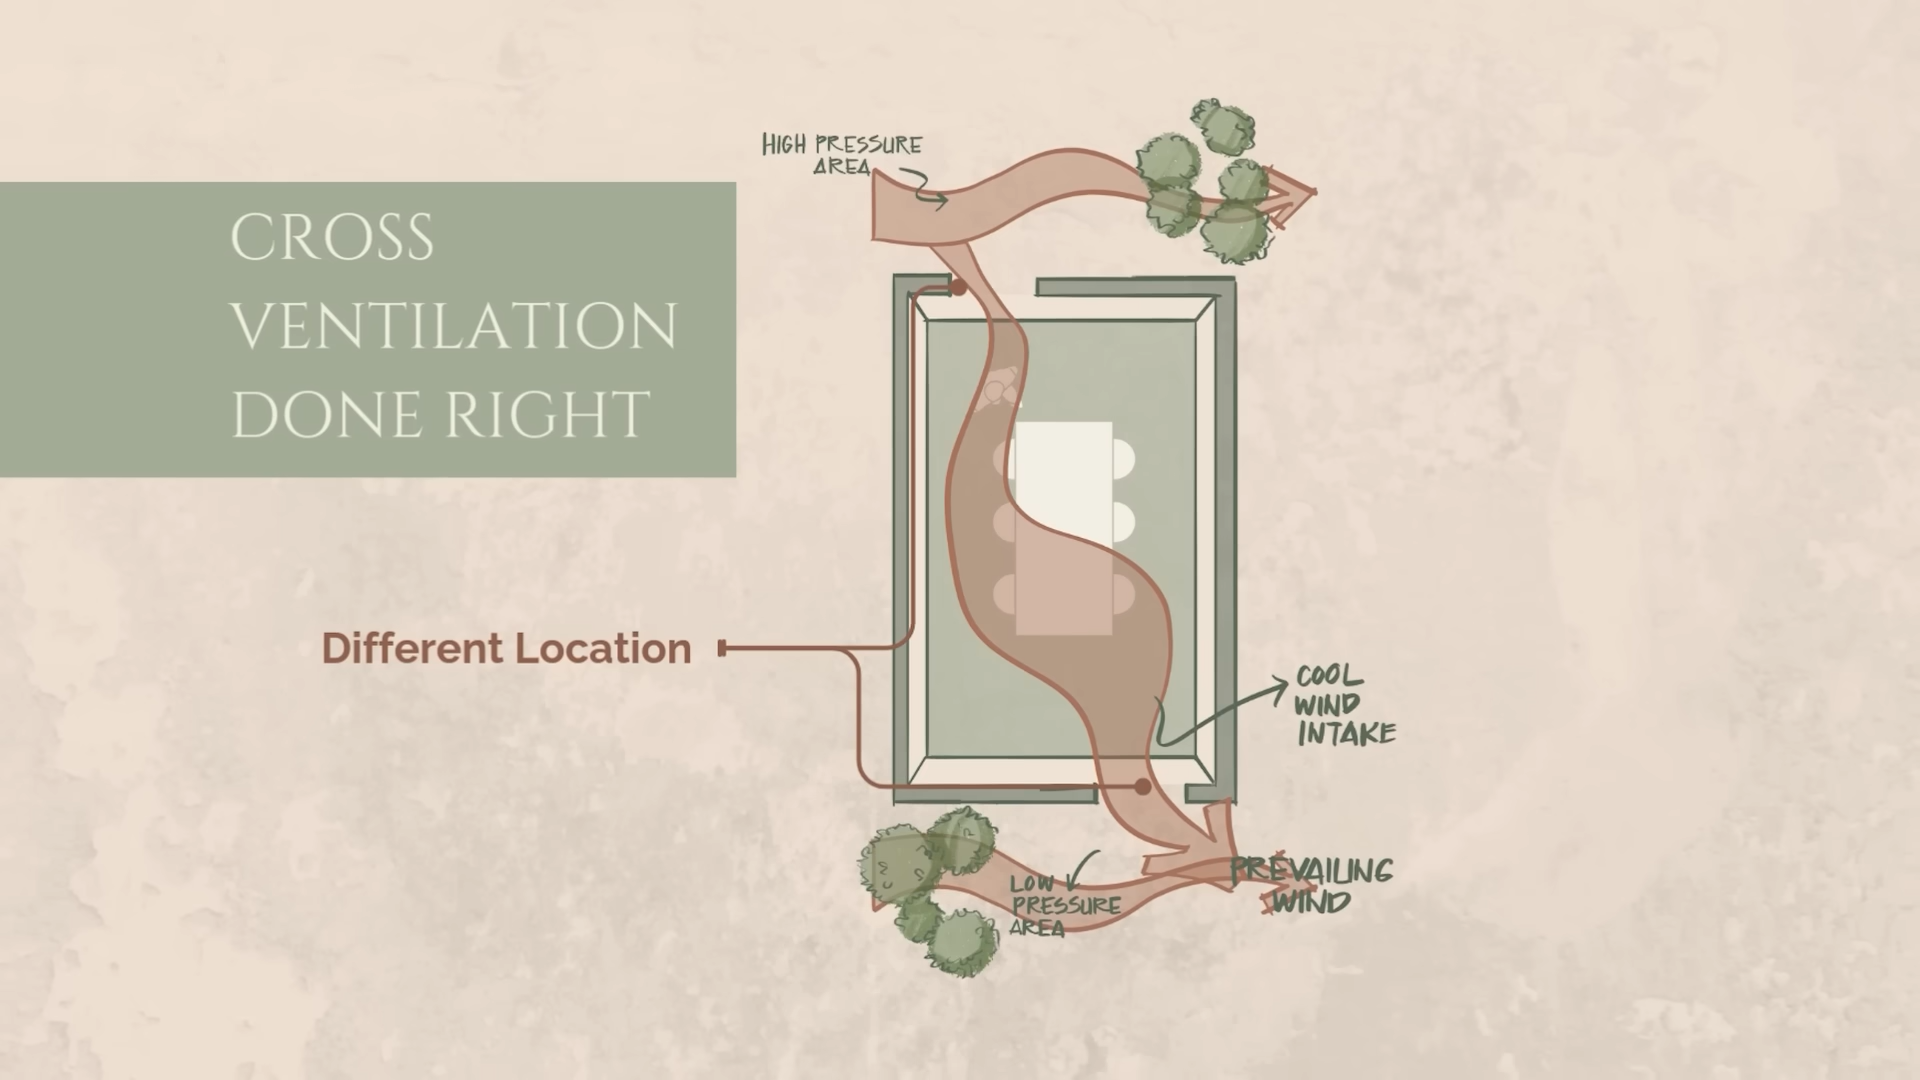 CROSS
VENTILATION
DONE RIGHT
HIGH PRESSURE
AREA
Different Location
COOL
WIND
INTAKE
LOW
PRESSURE
AREA
PREVAILING
WIND